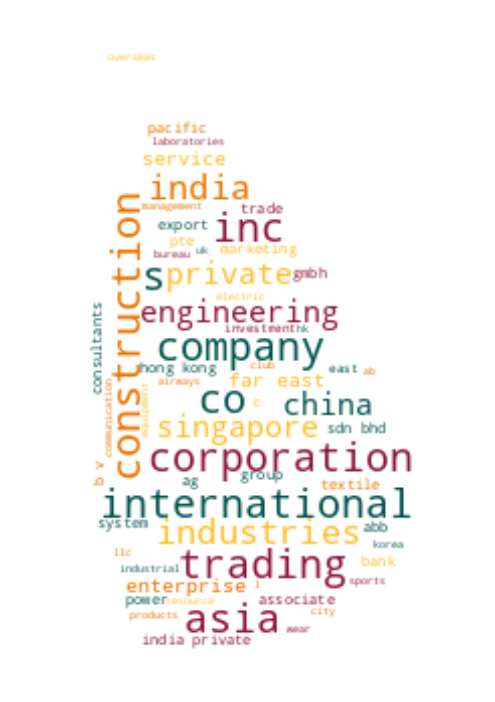 overseas
pacific
laboratories
service
india
management
trade
export
inc
pte
bureau
uk
marketing
s
private
gmbh
electric
construction
engineering
consultants
investment
hk
company
hong kong
club
east
ab
airways
far east
communication
equipment
co
c
china
singapore
sdn bhd
corporation
b v
ag
group
textile
international
system
industries
abb
korea
llc
trading
bank
industrial
sports
enterprise
l
power
resource
associate
products
asia
city
wear
india private